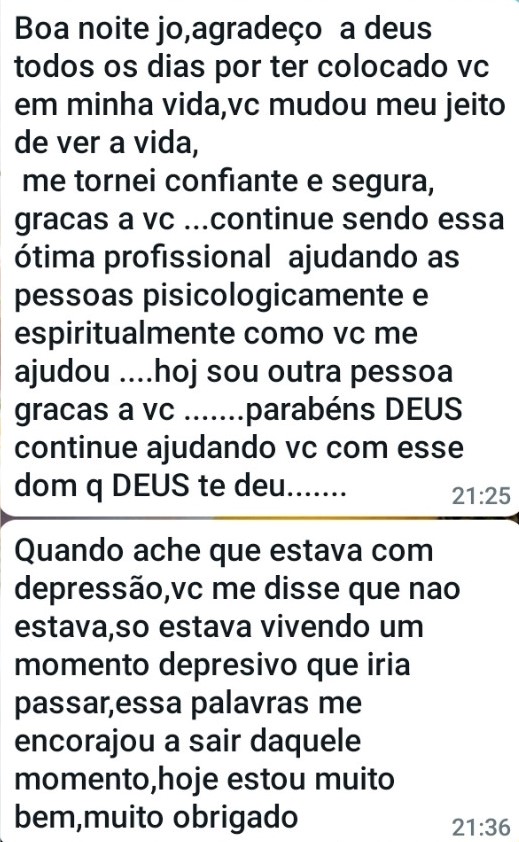 Boa noite jo,agradeço  a deus
todos os dias por ter colocado vc
em minha vida,vc mudou meu jeito
de ver a vida,
 me tornei confiante e segura,
gracas a vc ...continue sendo essa
ótima profissional  ajudando as
pessoas pisicologicamente e
espiritualmente como vc me
ajudou ....hoj sou outra pessoa
gracas a vc .......parabéns DEUS
continue ajudando vc com esse
dom q DEUS te deu.......
21:25
Quando ache que estava com
depressão,vc me disse que nao
estava,so estava vivendo um
momento depresivo que iria
passar,essa palavras me
encorajou a sair daquele
momento,hoje estou muito
bem,muito obrigado
21:36